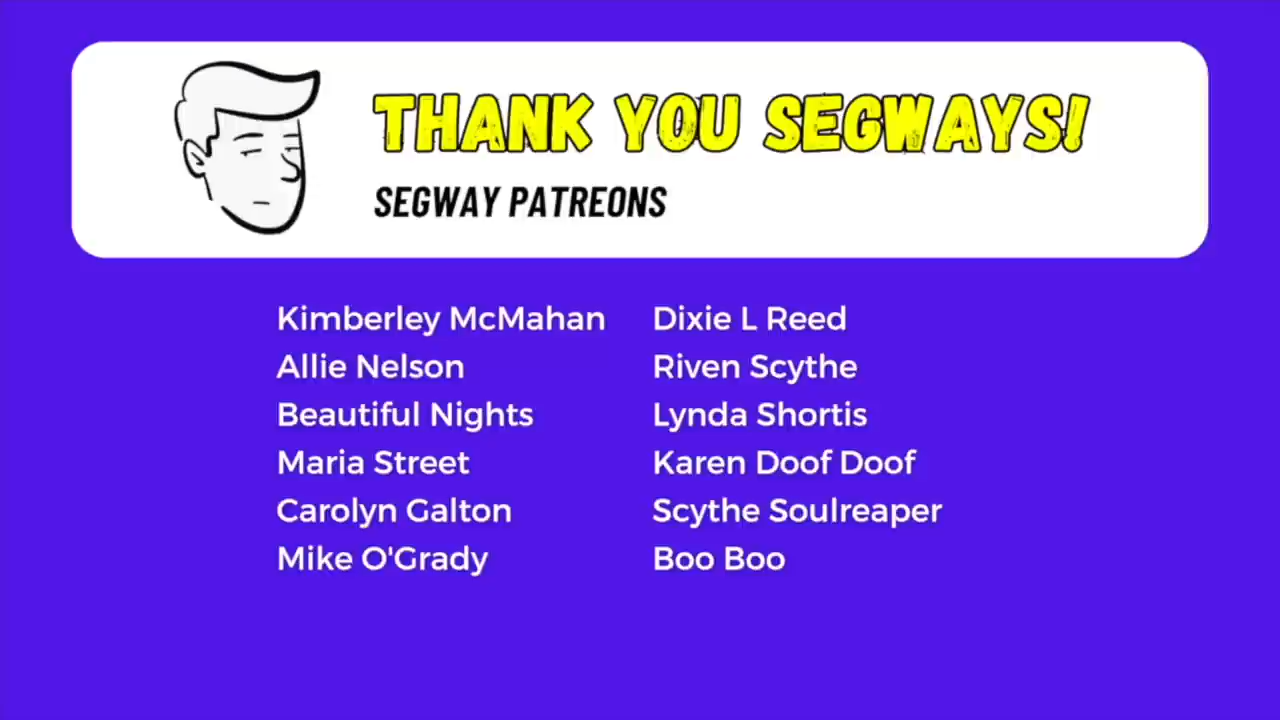 THANK YOU SEGWAYS!
SEGWAY PATREONS
Kimberley McMahan
Allie Nelson
Beautiful Nights
Maria Street
Carolyn Galton
Mike O'Grady
Dixie L Reed
Riven Scythe
Lynda Shortis
Karen Doof Doof
Scythe Soulreaper
Boo Boo